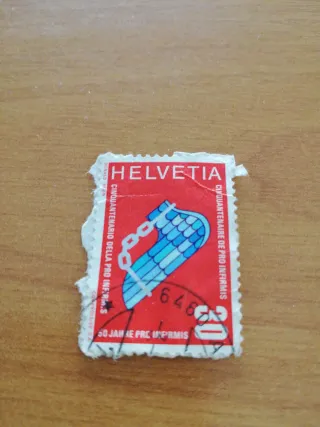 HELVETIA
CINQUANTENARIO DELLA PRO INFIRMIS
CINQUANTENAIRE DE PRO INFIRMIS
30
50 JAHRE PRO INFIRMIS